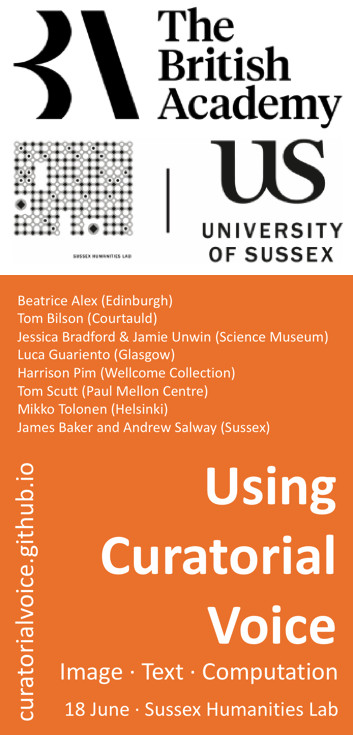 The
British
Academy
SUSSEX HUMANITIES LAB
US
UNIVERSITY
OF SUSSEX
Beatrice Alex (Edinburgh)
Tom Bilson (Courtauld)
Jessica Bradford & Jamie Unwin (Science Museum)
Luca Guariento (Glasgow)
Harrison Pim (Wellcome Collection)
Tom Scutt (Paul Mellon Centre)
Mikko Tolonen (Helsinki)
James Baker and Andrew Salway (Sussex)
curatorialvoice.github.io
Using
Curatorial
Voice
Image · Text · Computation
18 June · Sussex Humanities Lab